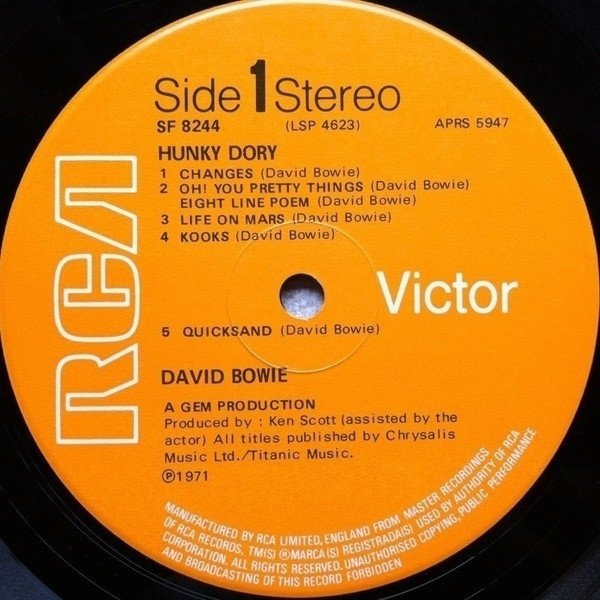 Side 1 Stereo
SF 8244 (LSP 4623) APRS 5947
HUNKY DORY
1 CHANGES (David Bowie)
2 OH! YOU PRETTY THINGS (David Bowie)
EIGHT LINE POEM (David Bowie)
3 LIFE ON MARS (David Bowie)
4 KOOKS (David Bowie)
RCA
Victor
5 QUICKSAND (David Bowie)
DAVID BOWIE
A GEM PRODUCTION
Produced by : Ken Scott (assisted by the
actor) All titles published by Chrysalis
Music Ltd./Titanic Music.
℗1971
MANUFACTURED BY RCA LIMITED, ENGLAND FROM MASTER RECORDINGS
OF RCA RECORDS, TM(S) ®MARCA(S) REGISTRADA(S) USED BY AUTHORITY OF RCA
CORPORATION. ALL RIGHTS RESERVED. UNAUTHORISED COPYING, PUBLIC PERFORMANCE
AND BROADCASTING OF THIS RECORD FORBIDDEN